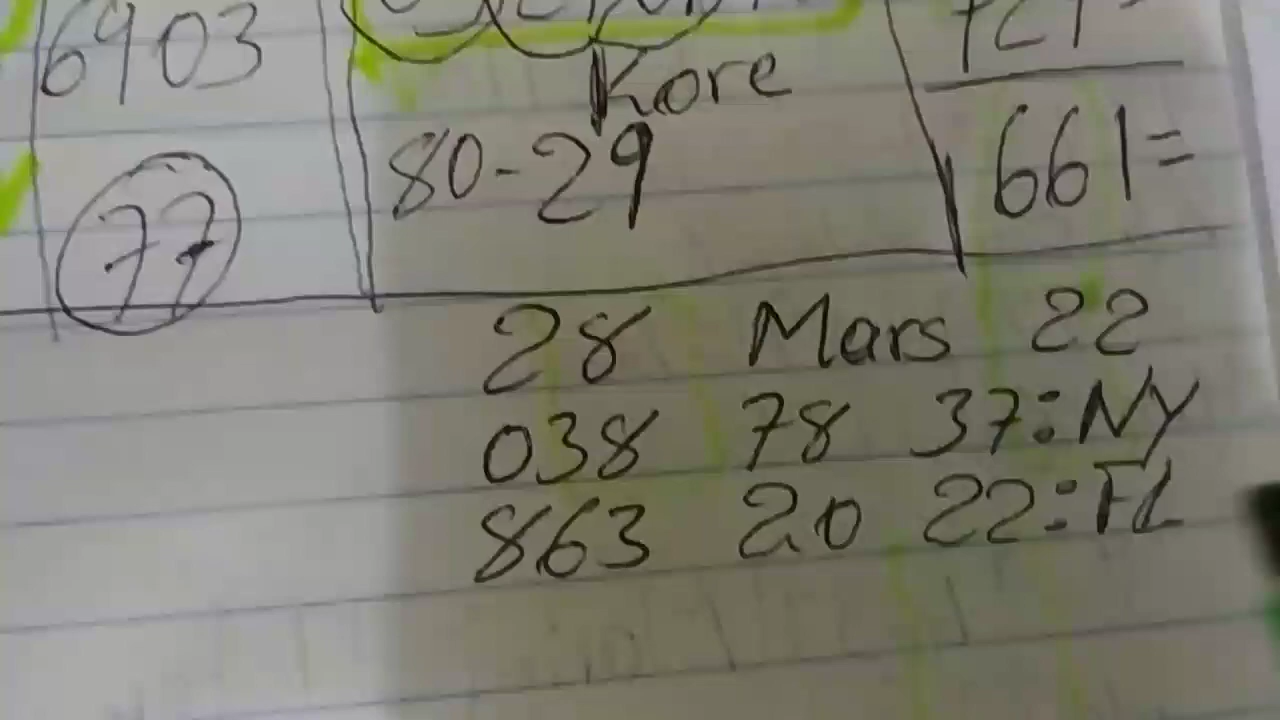 6903
77
Kore
80-29
661=
28 Mars 22
038 78 37:NY
863 20 22:FL